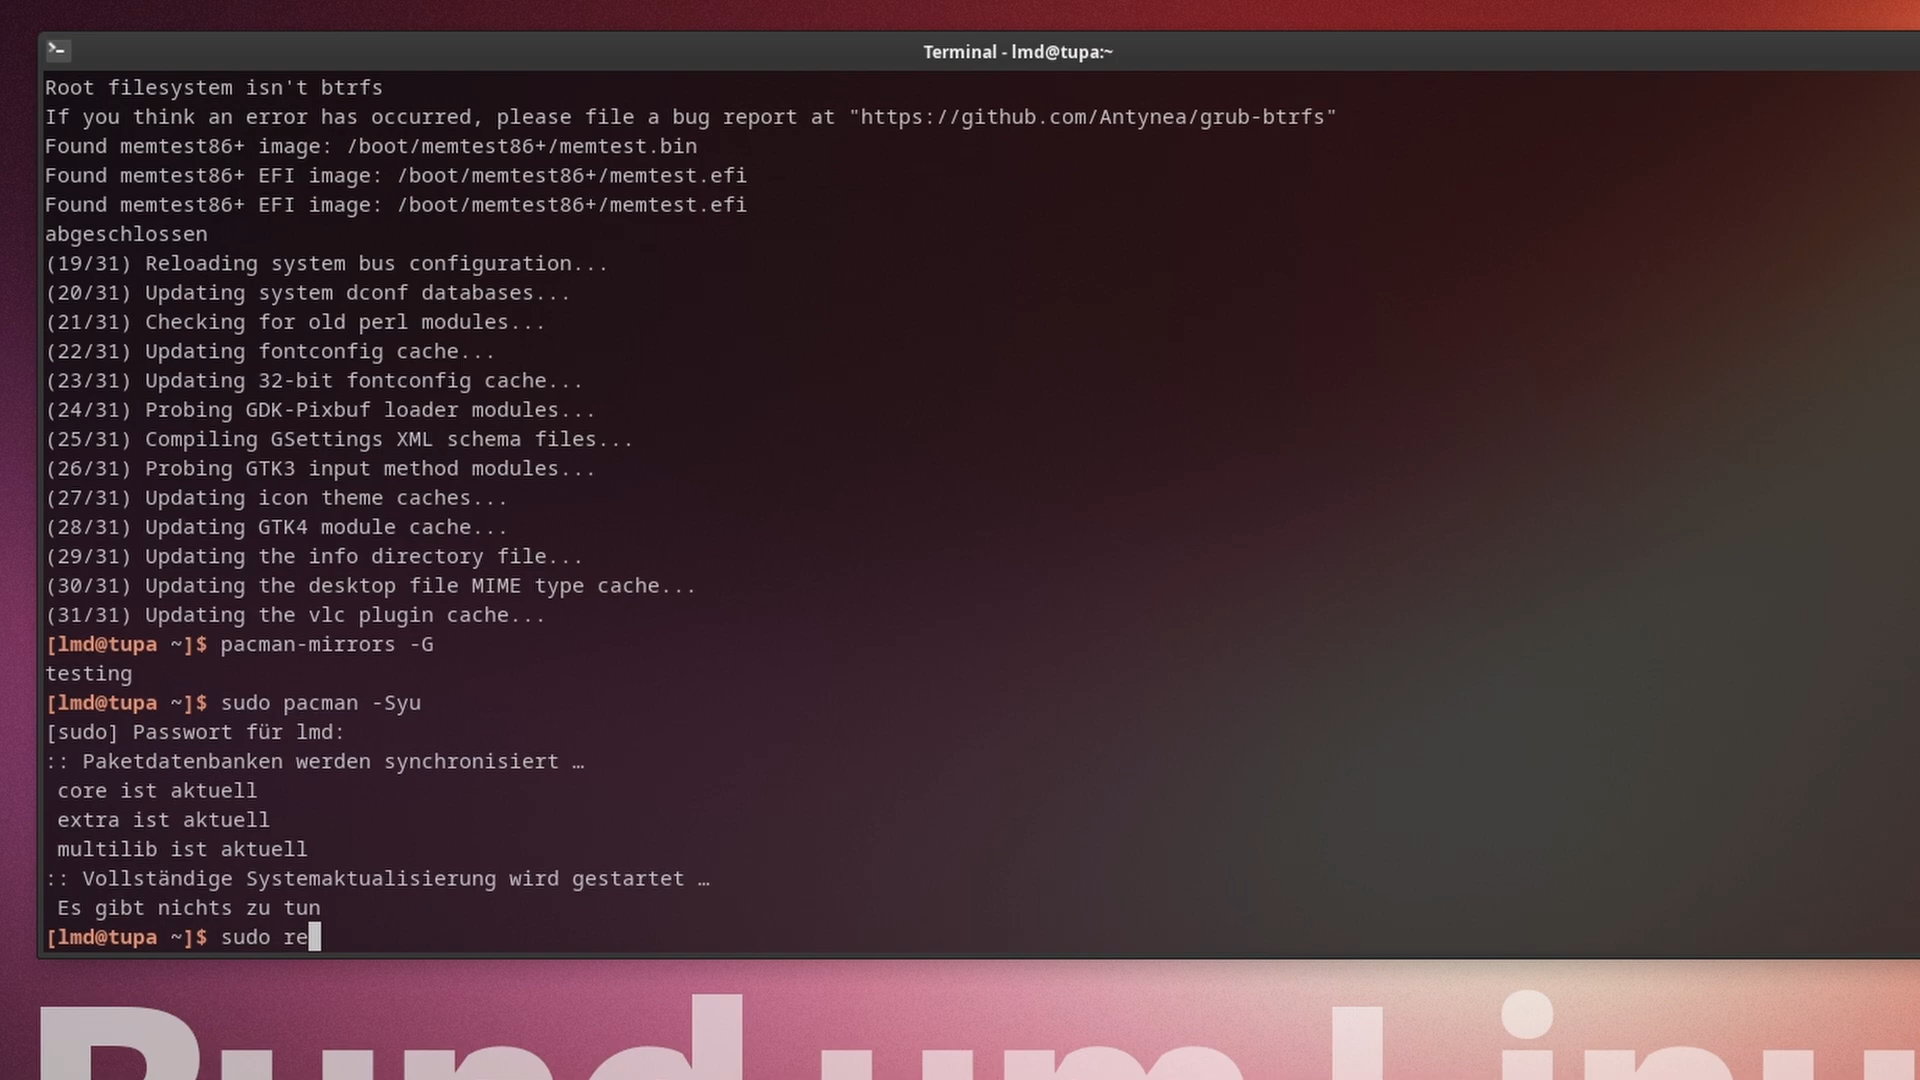 Terminal - lmd@tupa:~
Root filesystem isn't btrfs
If you think an error has occurred, please file a bug report at "https://github.com/Antynea/grub-btrfs"
Found memtest86+ image: /boot/memtest86+/memtest.bin
Found memtest86+ EFI image: /boot/memtest86+/memtest.efi
Found memtest86+ EFI image: /boot/memtest86+/memtest.efi
abgeschlossen
(19/31) Reloading system bus configuration...
(20/31) Updating system dconf databases...
(21/31) Checking for old perl modules...
(22/31) Updating fontconfig cache...
(23/31) Updating 32-bit fontconfig cache...
(24/31) Probing GDK-Pixbuf loader modules...
(25/31) Compiling GSettings XML schema files...
(26/31) Probing GTK3 input method modules...
(27/31) Updating icon theme caches...
(28/31) Updating GTK4 module cache...
(29/31) Updating the info directory file...
(30/31) Updating the desktop file MIME type cache...
(31/31) Updating the vlc plugin cache...
[lmd@tupa ~]$ pacman-mirrors -G
testing
[lmd@tupa ~]$ sudo pacman -Syu
[sudo] Passwort für lmd:
:: Paketdatenbanken werden synchronisiert …
 core ist aktuell
 extra ist aktuell
 multilib ist aktuell
:: Vollständige Systemaktualisierung wird gestartet …
 Es gibt nichts zu tun
[lmd@tupa ~]$ sudo re
Rund um Linu